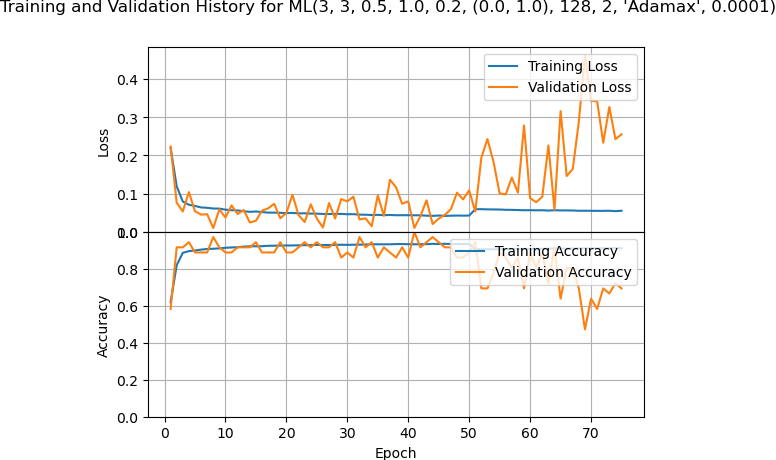 Training and Validation History for ML(3, 3, 0.5, 1.0, 0.2, (0.0, 1.0), 128, 2, 'Adamax', 0.0001)
Training Loss
Validation Loss
Loss
0.4
0.3
0.2
0.1
0.0
1.0
Training Accuracy
Validation Accuracy
Accuracy
0.8
0.6
0.4
0.2
0.0
0 10 20 30 40 50 60 70
Epoch